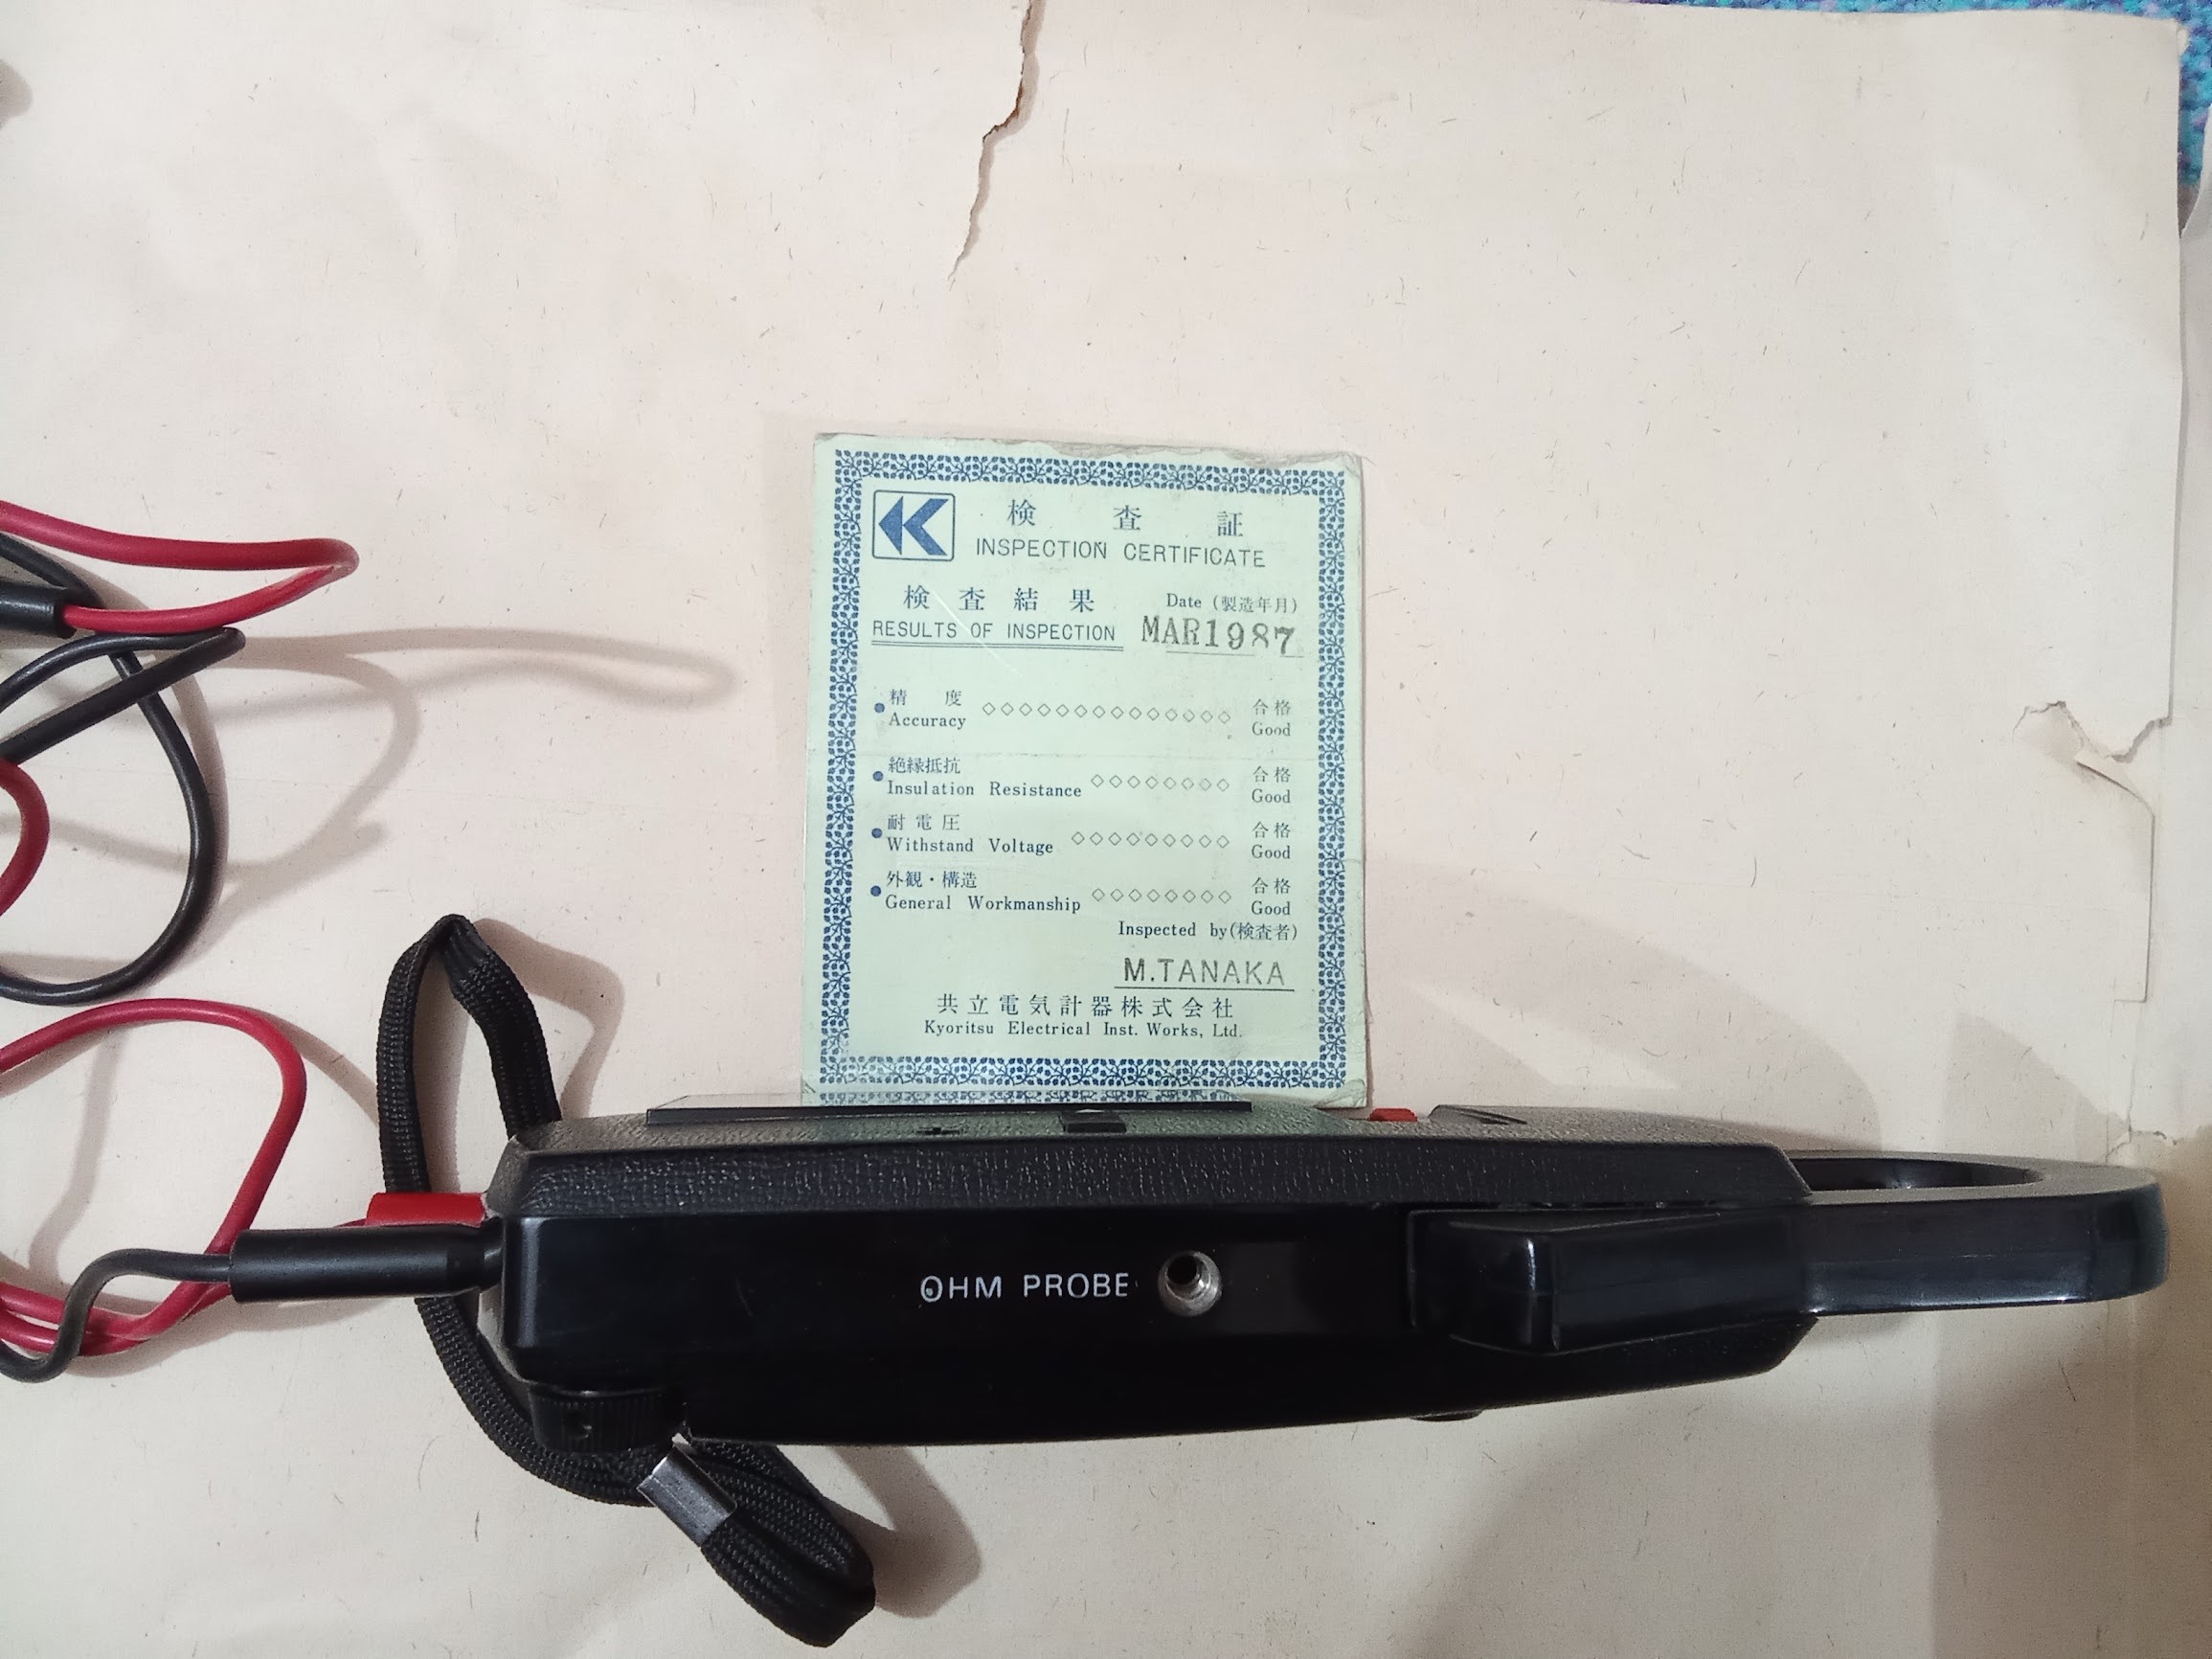 検査証
INSPECTION CERTIFICATE
検査結果
RESULTS OF INSPECTION
Date (製造年月)
MAR1987
精度
Accuracy ◇◇◇◇◇◇◇◇◇◇◇◇◇◇ 合格 Good
絶縁抵抗
Insulation Resistance ◇◇◇◇◇◇◇◇ 合格 Good
耐電圧
Withstand Voltage ◇◇◇◇◇◇◇◇◇ 合格 Good
外観・構造
General Workmanship ◇◇◇◇◇◇◇◇ 合格 Good
Inspected by(検査者)
M.TANAKA
共立電気計器株式会社
Kyoritsu Electrical Inst. Works, Ltd.
OHM PROBE